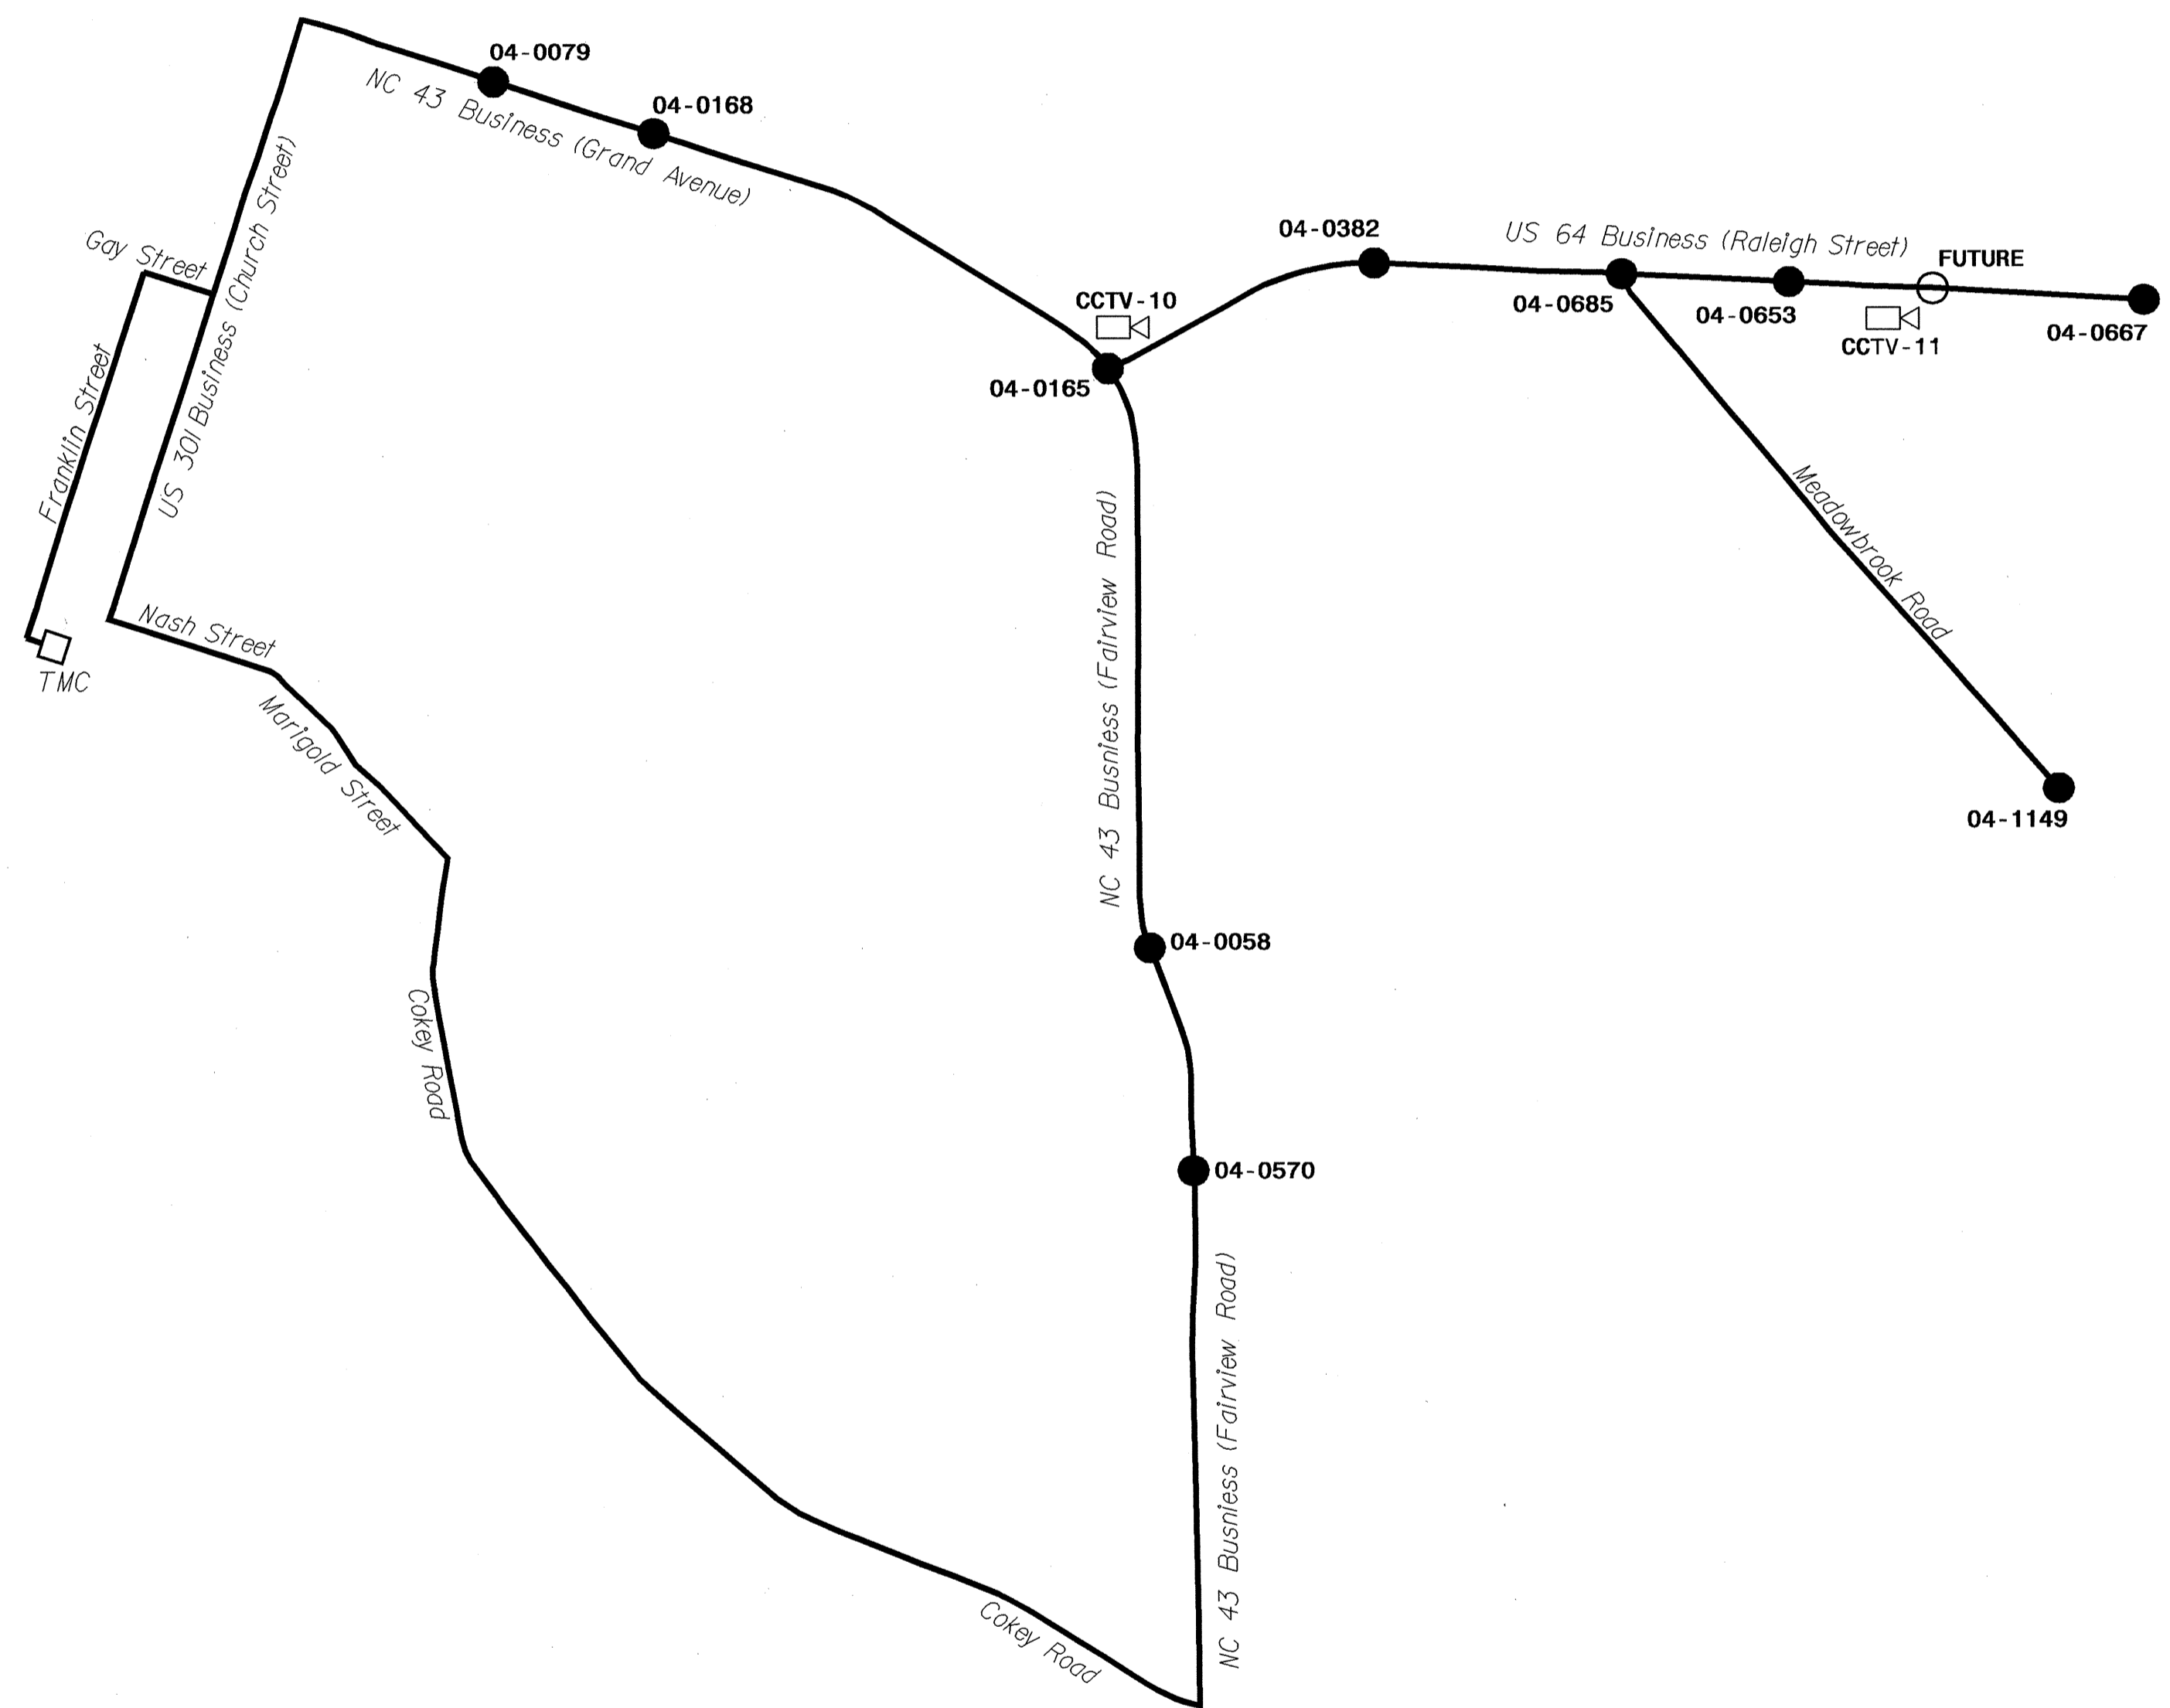 04-0079
NC 43 Business (Grand Avenue)
04-0168
04-0382
US 64 Business (Raleigh Street)
FUTURE
Gay Street
US 301 Business (Church Street)
CCTV-10
04-0685
04-0653
CCTV-11
04-0667
04-0165
Franklin Street
Meadowbrook Road
NC 43 Busniess (Fairview Road)
Nash Street
TMC
Marigold Street
04-1149
04-0058
Cokey Road
04-0570
NC 43 Busniess (Fairview Road)
Cokey Road